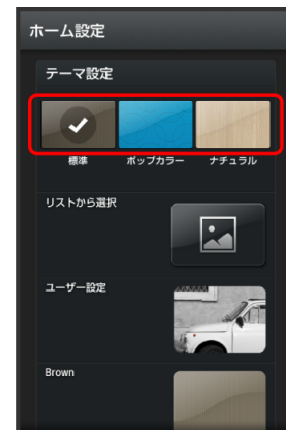 ホーム設定
テーマ設定
標準 ポップカラー ナチュラル
リストから選択
ユーザー設定
Brown